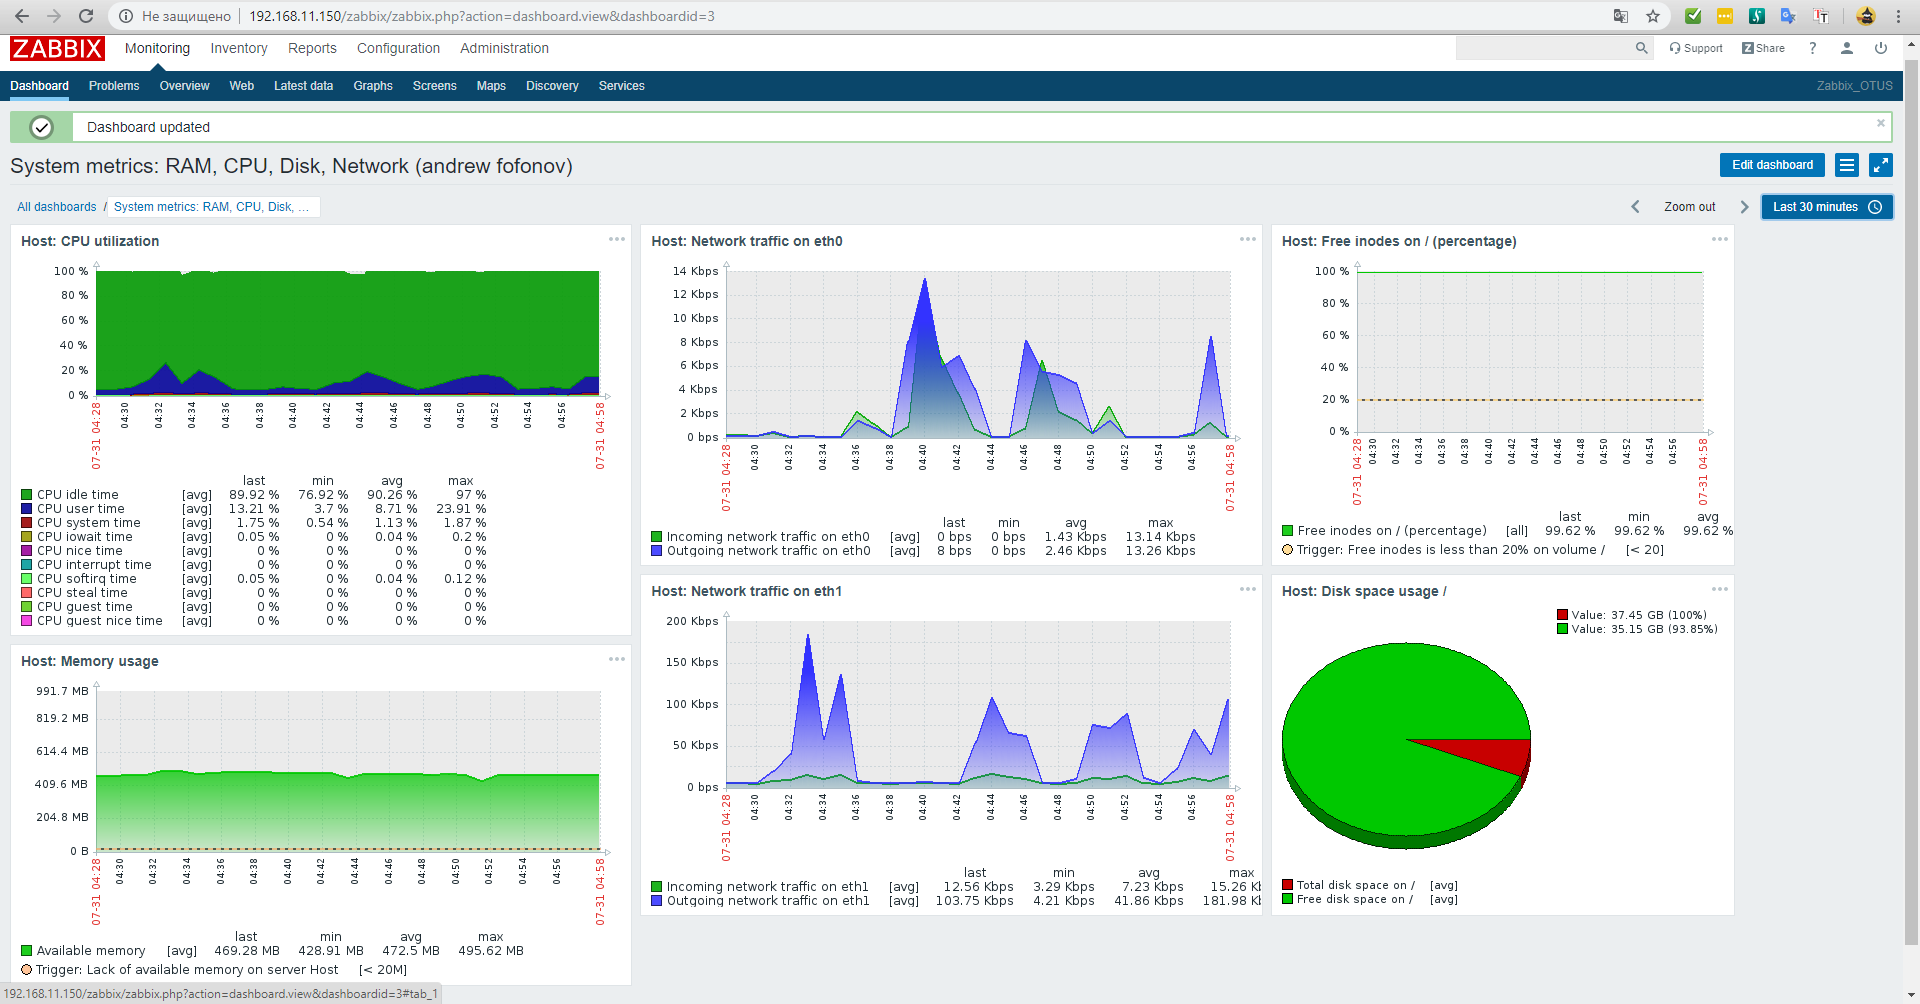 Не защищено | 192.168.11.150/zabbix/zabbix.php?action=dashboard.view&dashboardid=3
ZABBIX Monitoring Inventory Reports Configuration Administration Support Z Share ?
Dashboard Problems Overview Web Latest data Graphs Screens Maps Discovery Services Zabbix_OTUS
Dashboard updated
System metrics: RAM, CPU, Disk, Network (andrew fofonov)
Edit dashboard
All dashboards / System metrics: RAM, CPU, Disk, ...
Zoom out
Last 30 minutes
Host: CPU utilization
100 %
80 %
60 %
40 %
20 %
0 %
07-31 04:28 04:30 04:32 04:34 04:36 04:38 04:40 04:42 04:44 04:46 04:48 04:50 04:52 04:54 04:56 07-31 04:58
last min avg max
CPU idle time [avg] 89.92 % 76.92 % 90.26 % 97 %
CPU user time [avg] 13.21 % 3.7 % 8.71 % 23.91 %
CPU system time [avg] 1.75 % 0.54 % 1.13 % 1.87 %
CPU iowait time [avg] 0.05 % 0 % 0.04 % 0.2 %
CPU nice time [avg] 0 % 0 % 0 % 0 %
CPU interrupt time [avg] 0 % 0 % 0 % 0 %
CPU softirq time [avg] 0.05 % 0 % 0.04 % 0.12 %
CPU steal time [avg] 0 % 0 % 0 % 0 %
CPU guest time [avg] 0 % 0 % 0 % 0 %
CPU guest nice time [avg] 0 % 0 % 0 % 0 %
Host: Memory usage
991.7 MB
819.2 MB
614.4 MB
409.6 MB
204.8 MB
0 B
07-31 04:28 04:30 04:32 04:34 04:36 04:38 04:40 04:42 04:44 04:46 04:48 04:50 04:52 04:54 04:56 07-31 04:58
last min avg max
Available memory [avg] 469.28 MB 428.91 MB 472.5 MB 495.62 MB
Trigger: Lack of available memory on server Host [< 20M]
Host: Network traffic on eth0
14 Kbps
12 Kbps
10 Kbps
8 Kbps
6 Kbps
4 Kbps
2 Kbps
0 bps
07-31 04:28 04:30 04:32 04:34 04:36 04:38 04:40 04:42 04:44 04:46 04:48 04:50 04:52 04:54 04:56 07-31 04:58
last min avg max
Incoming network traffic on eth0 [avg] 0 bps 0 bps 1.43 Kbps 13.14 Kbps
Outgoing network traffic on eth0 [avg] 8 bps 0 bps 2.46 Kbps 13.26 Kbps
Host: Network traffic on eth1
200 Kbps
150 Kbps
100 Kbps
50 Kbps
0 bps
07-31 04:28 04:30 04:32 04:34 04:36 04:38 04:40 04:42 04:44 04:46 04:48 04:50 04:52 04:54 04:56 07-31 04:58
last min avg max
Incoming network traffic on eth1 [avg] 12.56 Kbps 3.29 Kbps 7.23 Kbps 15.26 K
Outgoing network traffic on eth1 [avg] 103.75 Kbps 4.21 Kbps 41.86 Kbps 181.98 K
Host: Free inodes on / (percentage)
100 %
80 %
60 %
40 %
20 %
0 %
07-31 04:28 04:30 04:32 04:34 04:36 04:38 04:40 04:42 04:44 04:46 04:48 04:50 04:52 04:54 04:56 07-31 04:58
last min avg
Free inodes on / (percentage) [all] 99.62 % 99.62 % 99.62 %
Trigger: Free inodes is less than 20% on volume / [< 20]
Host: Disk space usage /
Value: 37.45 GB (100%)
Value: 35.15 GB (93.85%)
Total disk space on / [avg]
Free disk space on / [avg]
192.168.11.150/zabbix/zabbix.php?action=dashboard.view&dashboardid=3#tab_1